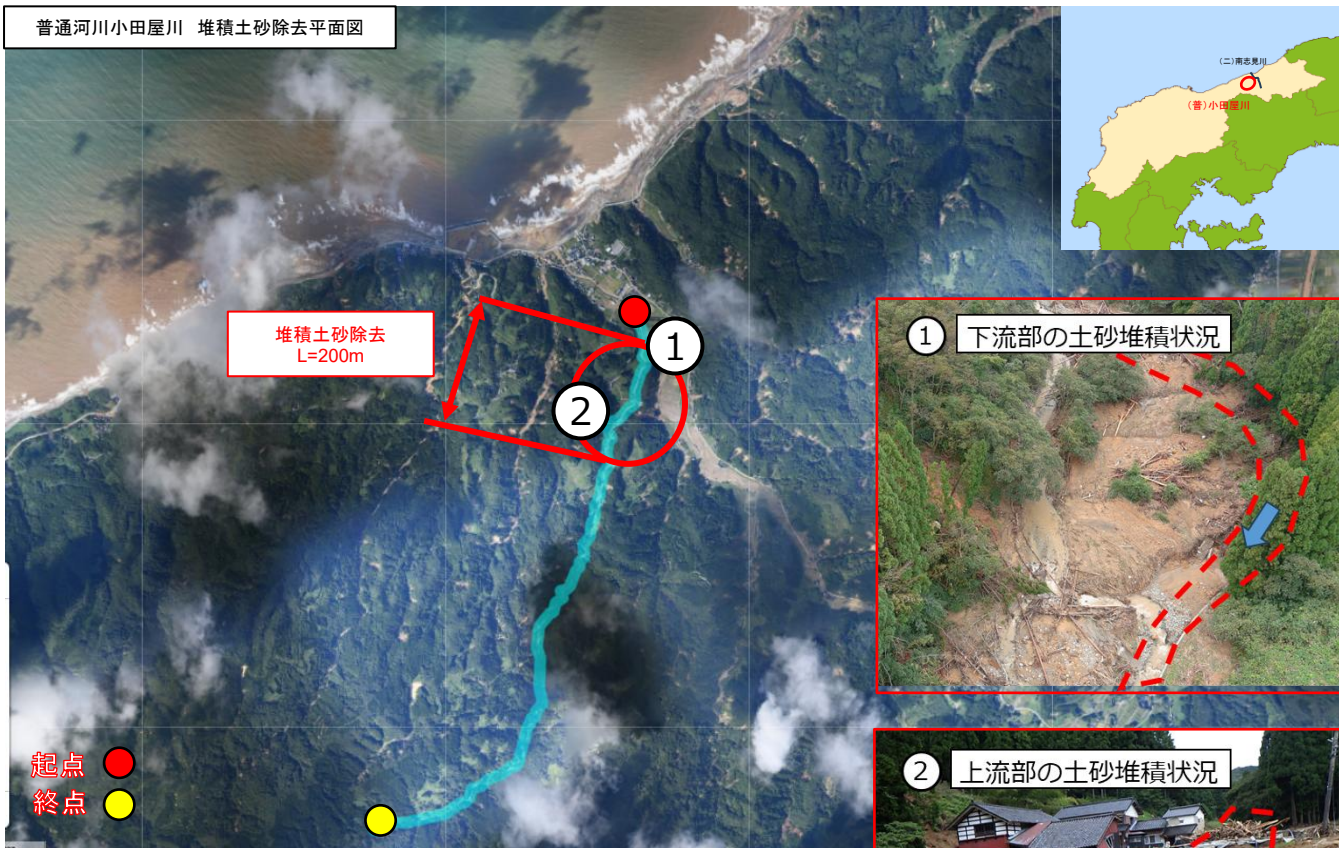 普通河川小田屋川 堆積土砂除去平面図
(二)南志見川
(普)小田屋川
堆積土砂除去
L=200m
1
2
① 下流部の土砂堆積状況
② 上流部の土砂堆積状況
起点
終点